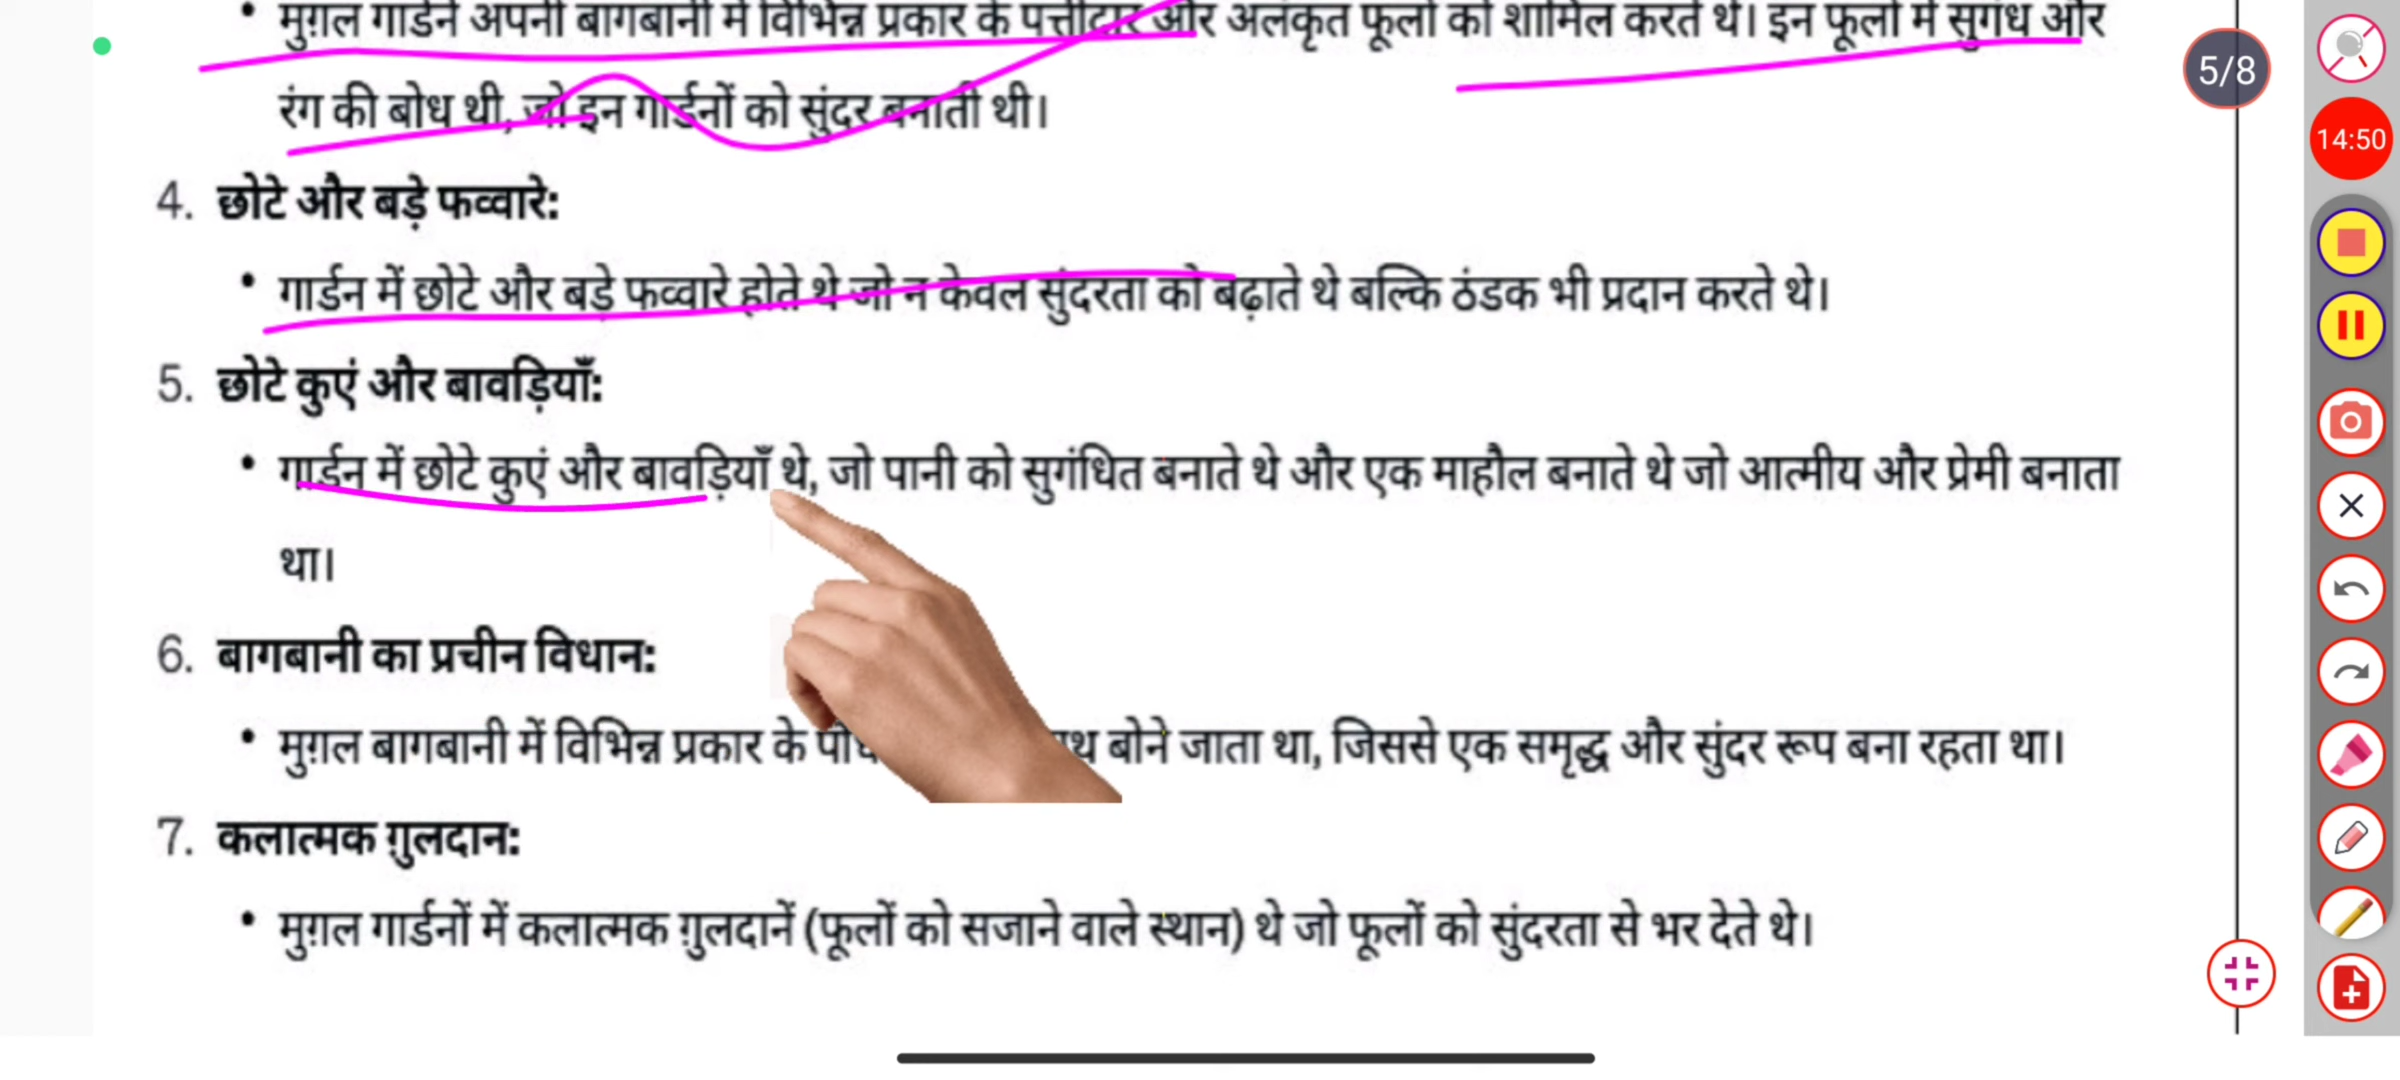 मुग़ल गार्डन अपनी बागबानी में विभिन्न प्रकार के पत्तीदार और अलंकृत फूलों को शामिल करते थे। इन फूलों में सुगंध और
5/8
14:50
रंग की बोध थी, जो इन गार्डनों को सुंदर बनाती थी।
4. छोटे और बड़े फव्वारे:
• गार्डन में छोटे और बड़े फव्वारे होते थे जो न केवल सुंदरता को बढ़ाते थे बल्कि ठंडक भी प्रदान करते थे।
5. छोटे कुएं और बावड़ियाँ:
• गार्डन में छोटे कुएं और बावड़ियाँ थे, जो पानी को सुगंधित बनाते थे और एक माहौल बनाते थे जो आत्मीय और प्रेमी बनाता
था।
6. बागबानी का प्रचीन विधान:
• मुग़ल बागबानी में विभिन्न प्रकार के बोने जाता था, जिससे एक समृद्ध और सुंदर रूप बना रहता था।
7. कलात्मक ग़ुलदान:
• मुग़ल गार्डनों में कलात्मक ग़ुलदानें (फूलों को सजाने वाले स्थान) थे जो फूलों को सुंदरता से भर देते थे।